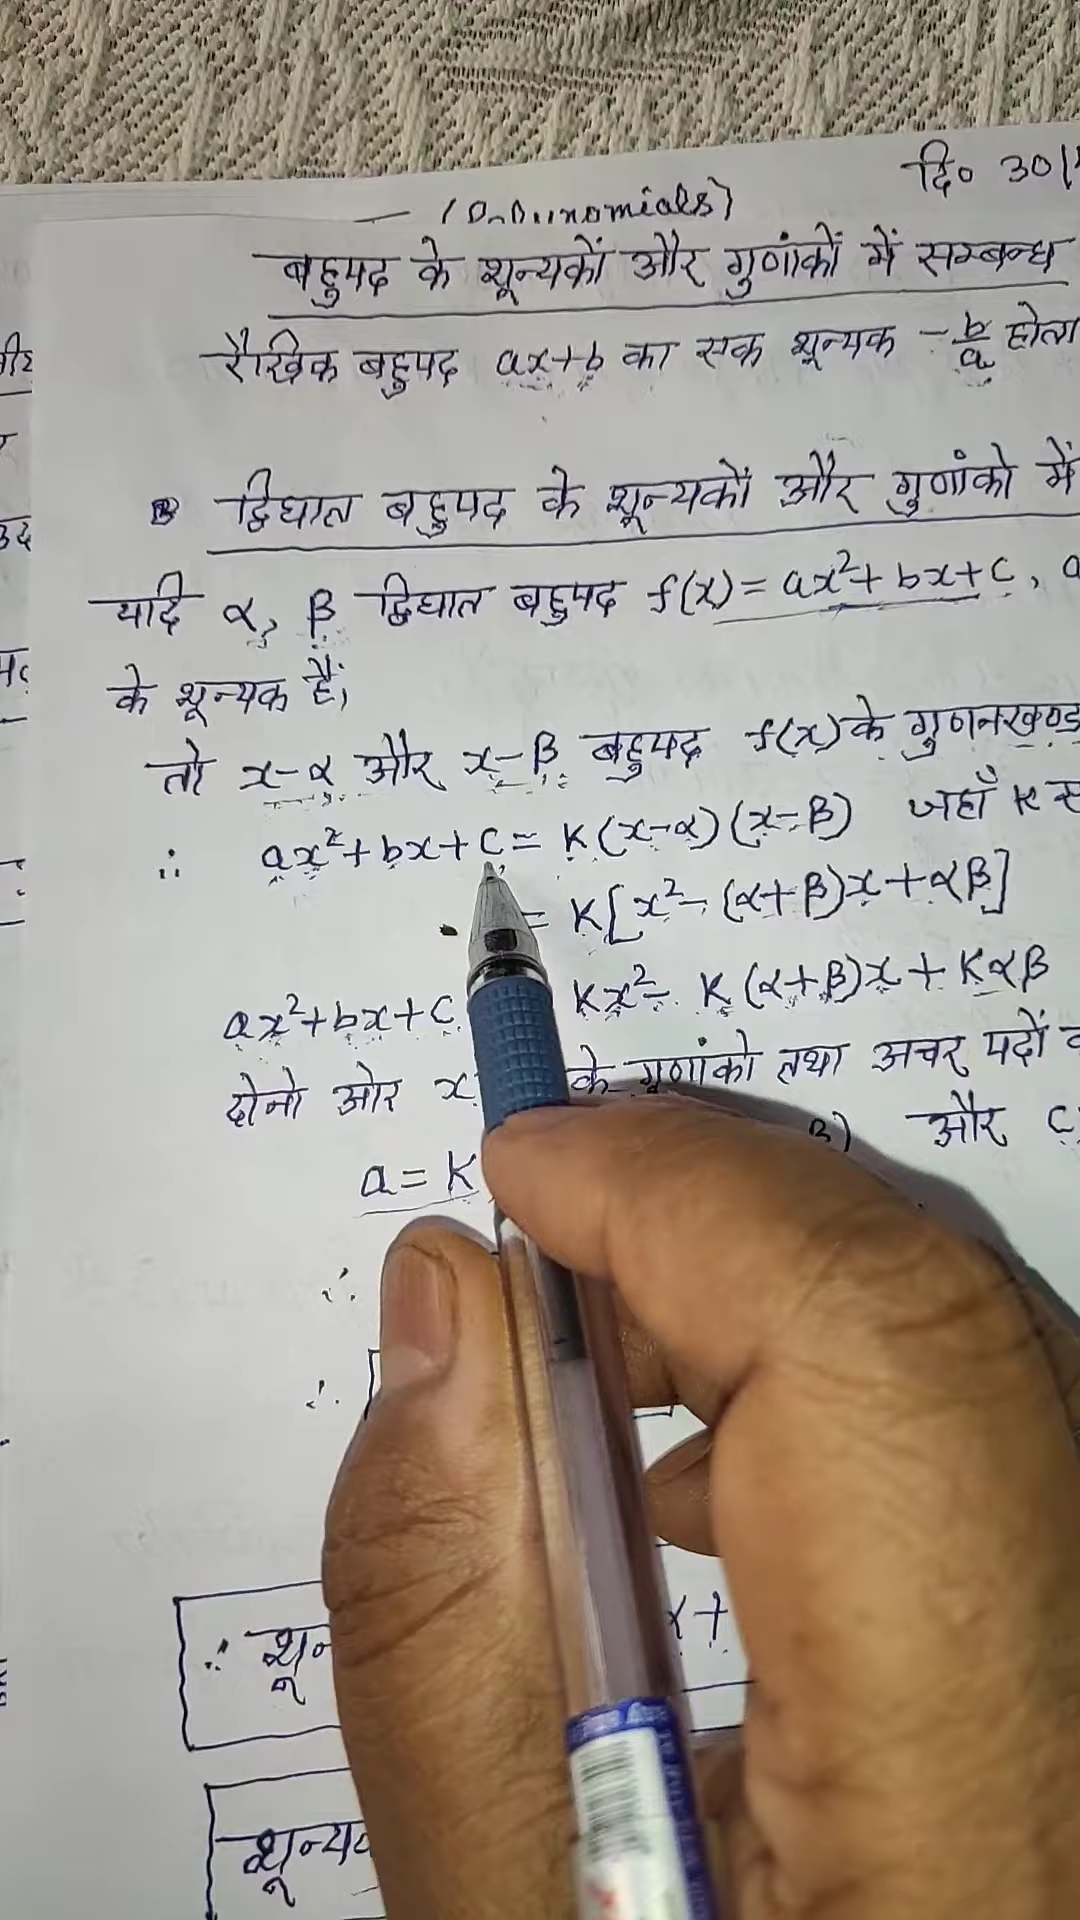 दि० 30/
बहुपद के शून्यकों और गुणांकों में सम्बन्ध
रैखिक बहुपद ax+b का एक शून्यक -b/a होता
द्विघात बहुपद के शून्यकों और गुणांको में
यदि α, β द्विघात बहुपद f(x) = ax²+bx+c, a
के शून्यक हैं,
तो x-α और x-β बहुपद f(x) के गुणनखण्ड
∴ ax²+bx+c = K(x-α)(x-β) जहाँ K
= K[x²-(α+β)x+αβ]
ax²+bx+c Kx²- K(α+β)x+Kαβ
दोनो ओर x के गुणांको तथा अचर पदों
a = K β) और c
∴
∴
∴ शून्
α+
शून्य